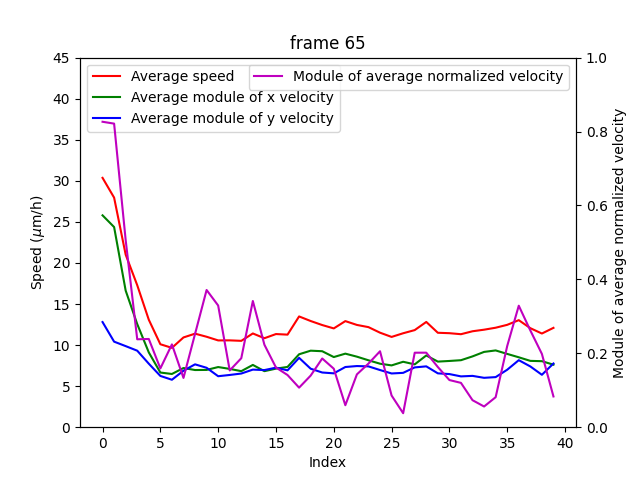 frame 65
Average speed
Average module of x velocity
Average module of y velocity
Module of average normalized velocity
45
40
35
30
25
20
15
10
5
0
Speed (μm/h)
1.0
0.8
0.6
0.4
0.2
0.0
Module of average normalized velocity
0 5 10 15 20 25 30 35 40
Index